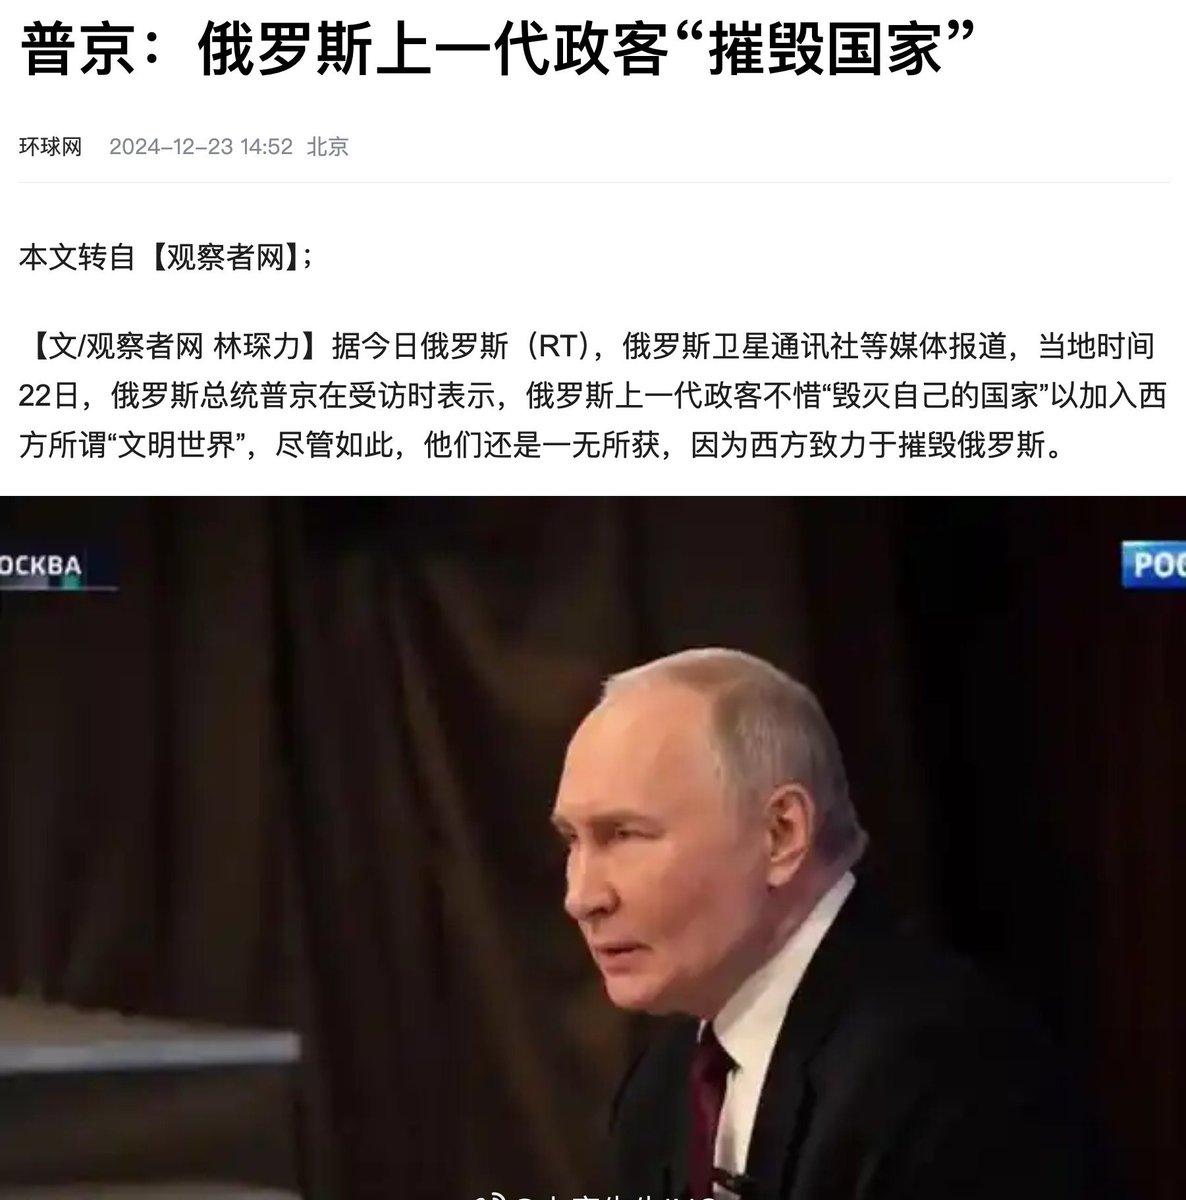 普京：俄罗斯上一代政客“摧毁国家”
环球网 2024-12-23 14:52 北京
本文转自【观察者网】；
【文/观察者网 林琛力】据今日俄罗斯（RT），俄罗斯卫星通讯社等媒体报道，当地时间
22日，俄罗斯总统普京在受访时表示，俄罗斯上一代政客不惜“毁灭自己的国家”以加入西
方所谓“文明世界”，尽管如此，他们还是一无所获，因为西方致力于摧毁俄罗斯。
ОСКВА
РОС